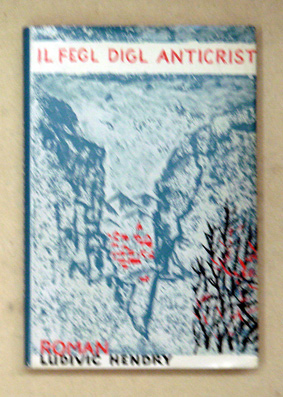 IL FEGL DIGL ANTICRIST
ROMAN
LUDIVIC HENDRY